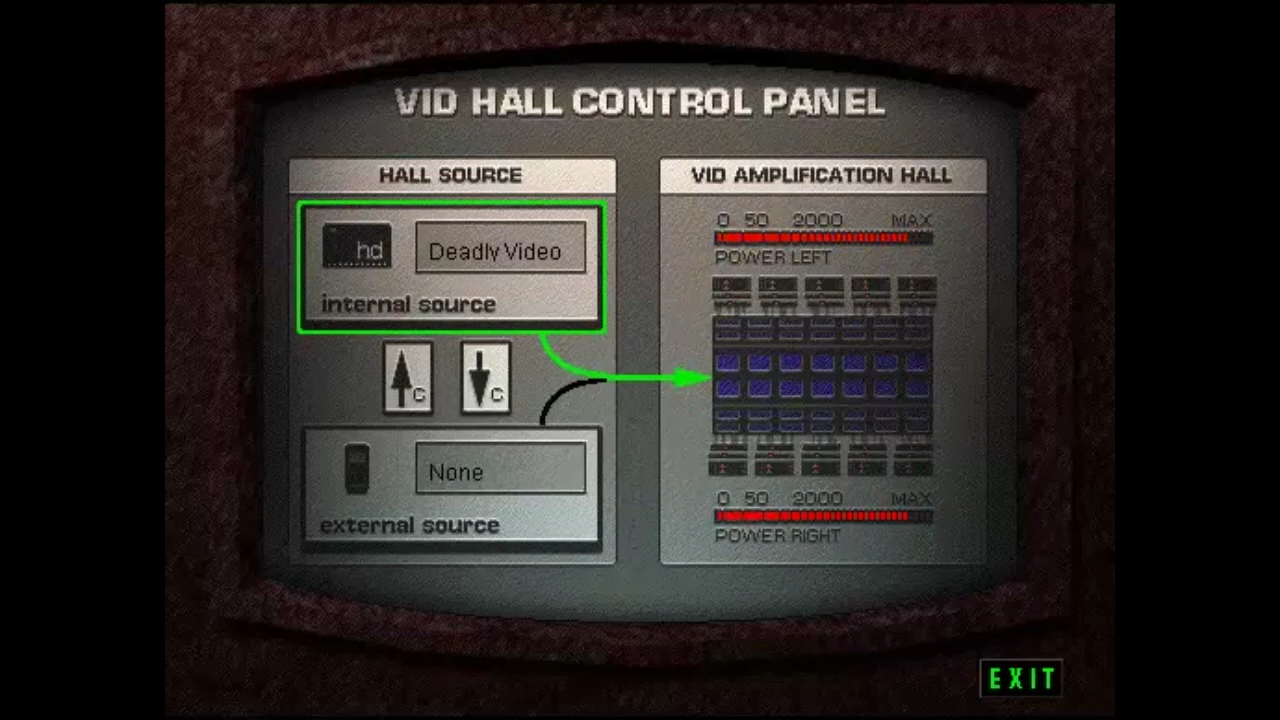 VID HALL CONTROL PANEL
HALL SOURCE
hd
Deadly Video
internal source
C
C
None
external source
VID AMPLIFICATION HALL
0 50 2000 MAX
POWER LEFT
0 50 2000 MAX
POWER RIGHT
EXIT